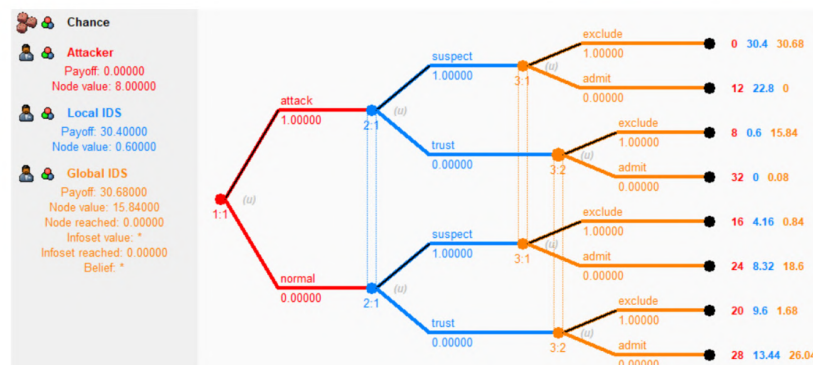 Chance
Attacker
Payoff: 0.00000
Node value: 8.00000
Local IDS
Payoff: 30.40000
Node value: 0.60000
Global IDS
Payoff: 30.68000
Node value: 15.84000
Node reached: 0.00000
Infoset value: *
Infoset reached: 0.00000
Belief: *
1:1 (u)
attack
1.00000
normal
0.00000
2:1 (u)
suspect
1.00000
trust
0.00000
2:1 (u)
suspect
1.00000
trust
0.00000
3:1 (u)
exclude
1.00000
0 30.4 30.68
admit
0.00000
12 22.8 0
3:2 (u)
exclude
1.00000
8 0.6 15.84
admit
0.00000
32 0 0.08
3:1 (u)
exclude
1.00000
16 4.16 0.84
admit
0.00000
24 8.32 18.6
3:2 (u)
exclude
1.00000
20 9.6 1.68
admit
0.00000
28 13.44 26.04